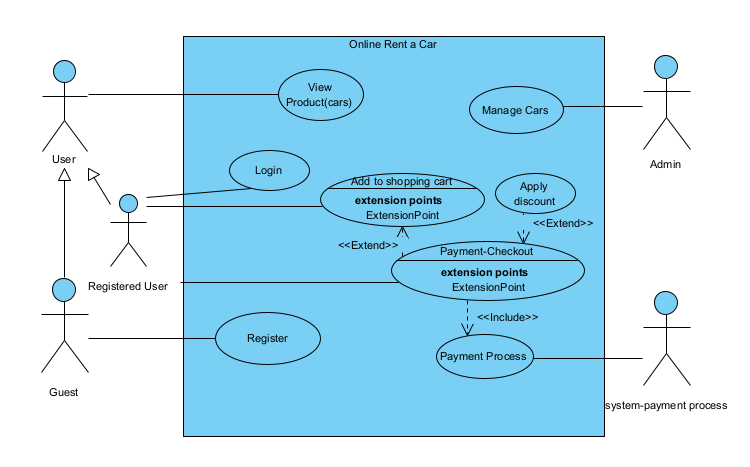 Online Rent a Car
View
Product(cars)
Manage Cars
User
Admin
Login
Add to shopping cart
extension points
ExtensionPoint
Apply
discount
<<Extend>>
<<Extend>>
Payment-Checkout
extension points
ExtensionPoint
Registered User
<<Include>>
Register
Payment Process
Guest
system-payment process